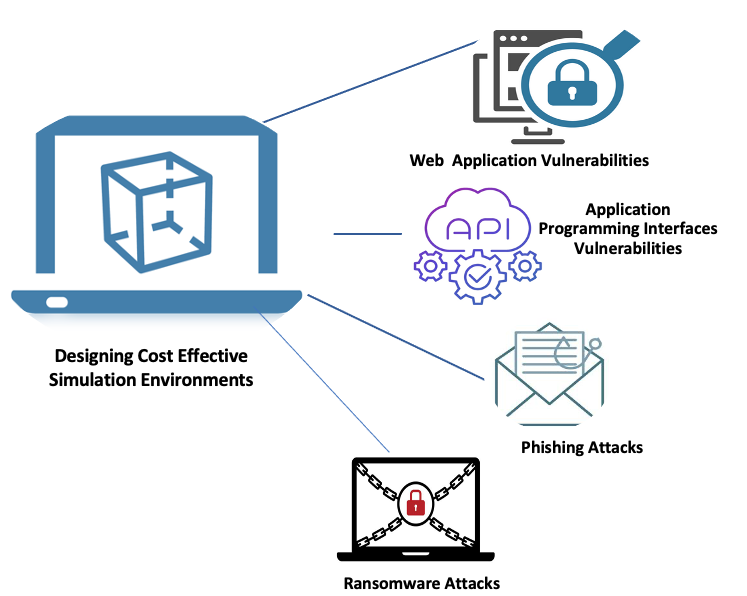 Web Application Vulnerabilities
API
Application
Programming Interfaces
Vulnerabilities
Designing Cost Effective
Simulation Environments
Phishing Attacks
Ransomware Attacks